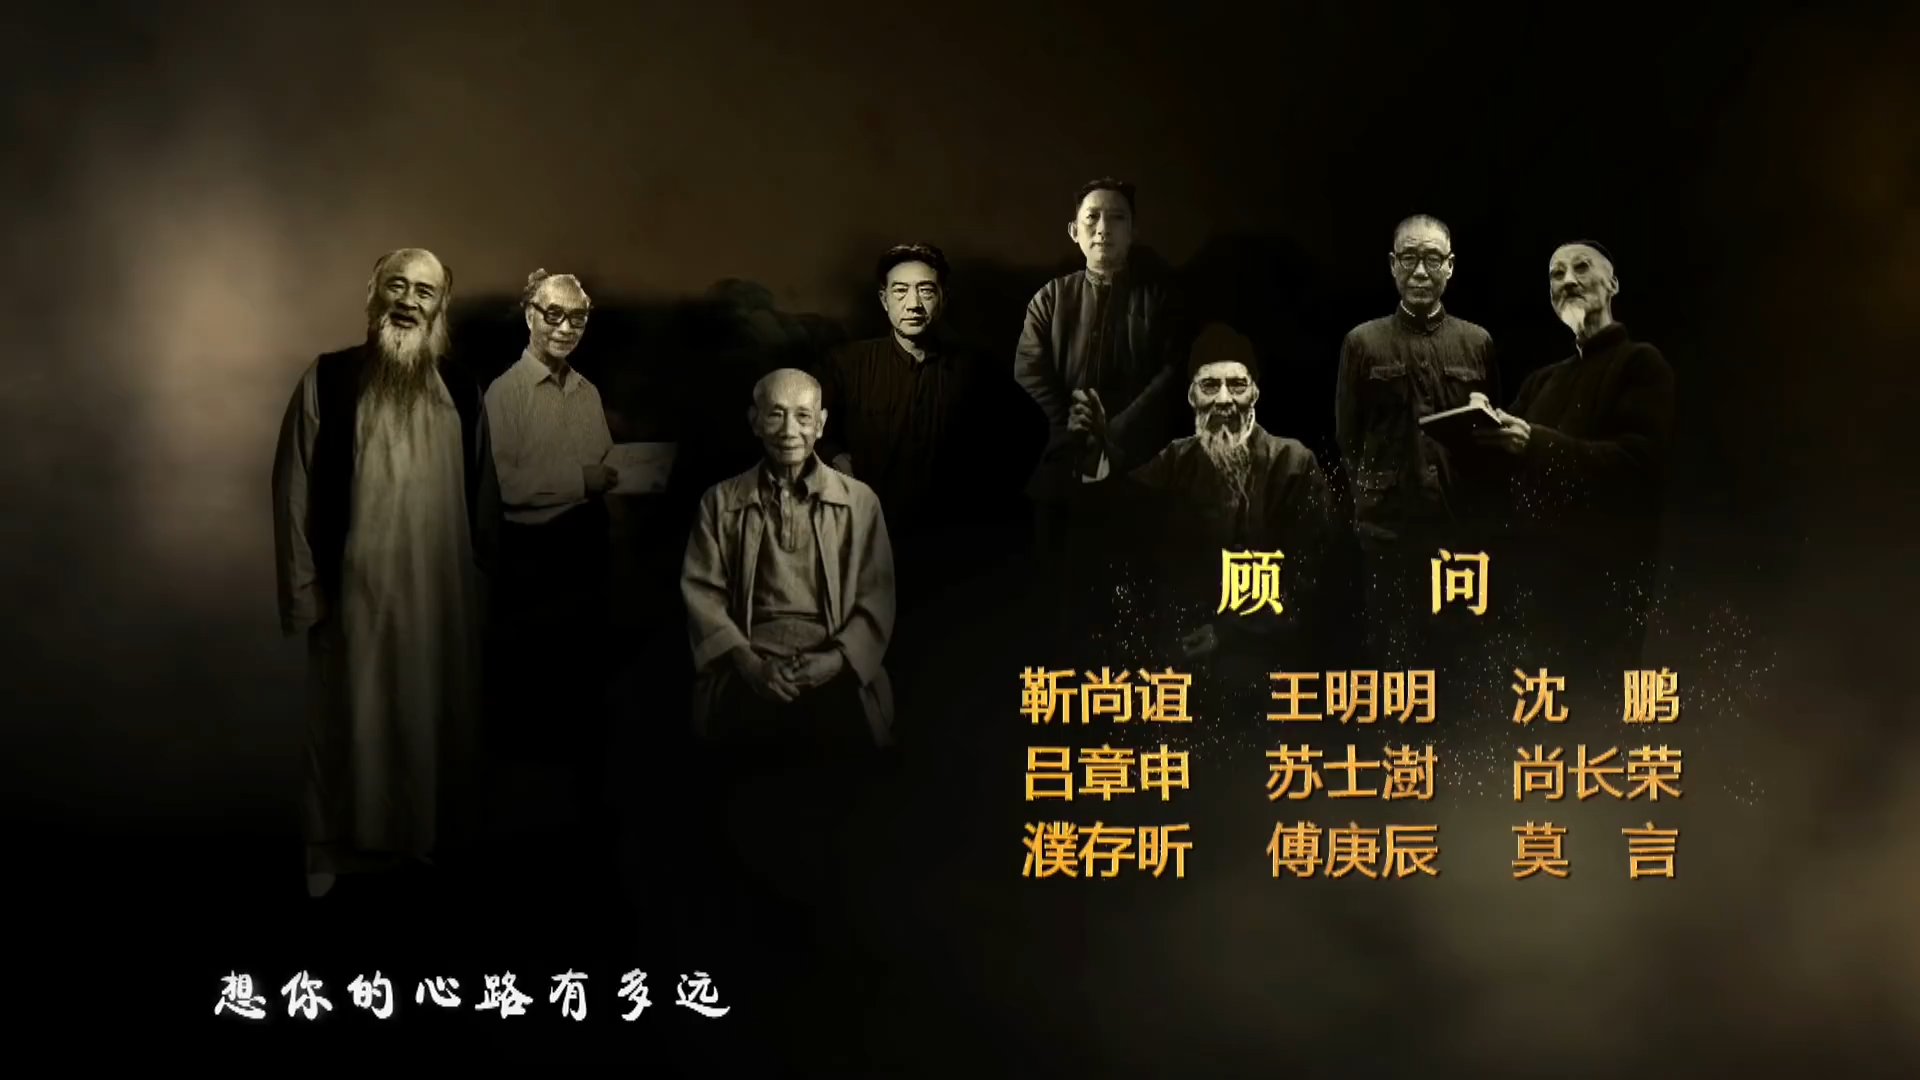 顾 问
靳尚谊 王明明 沈 鹏
吕章申 苏士澍 尚长荣
濮存昕 傅庚辰 莫 言
想你的心路有多远